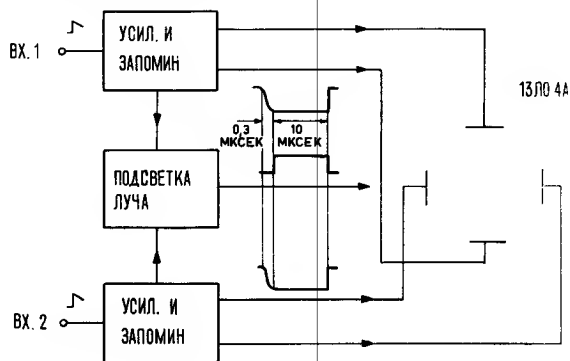 ВХ. 1
УСИЛ. И
ЗАПОМИН
13ЛО 4А
0,3
МКСЕК
10
МКСЕК
ПОДСВЕТКА
ЛУЧА
ВХ. 2
УСИЛ. И
ЗАПОМИН